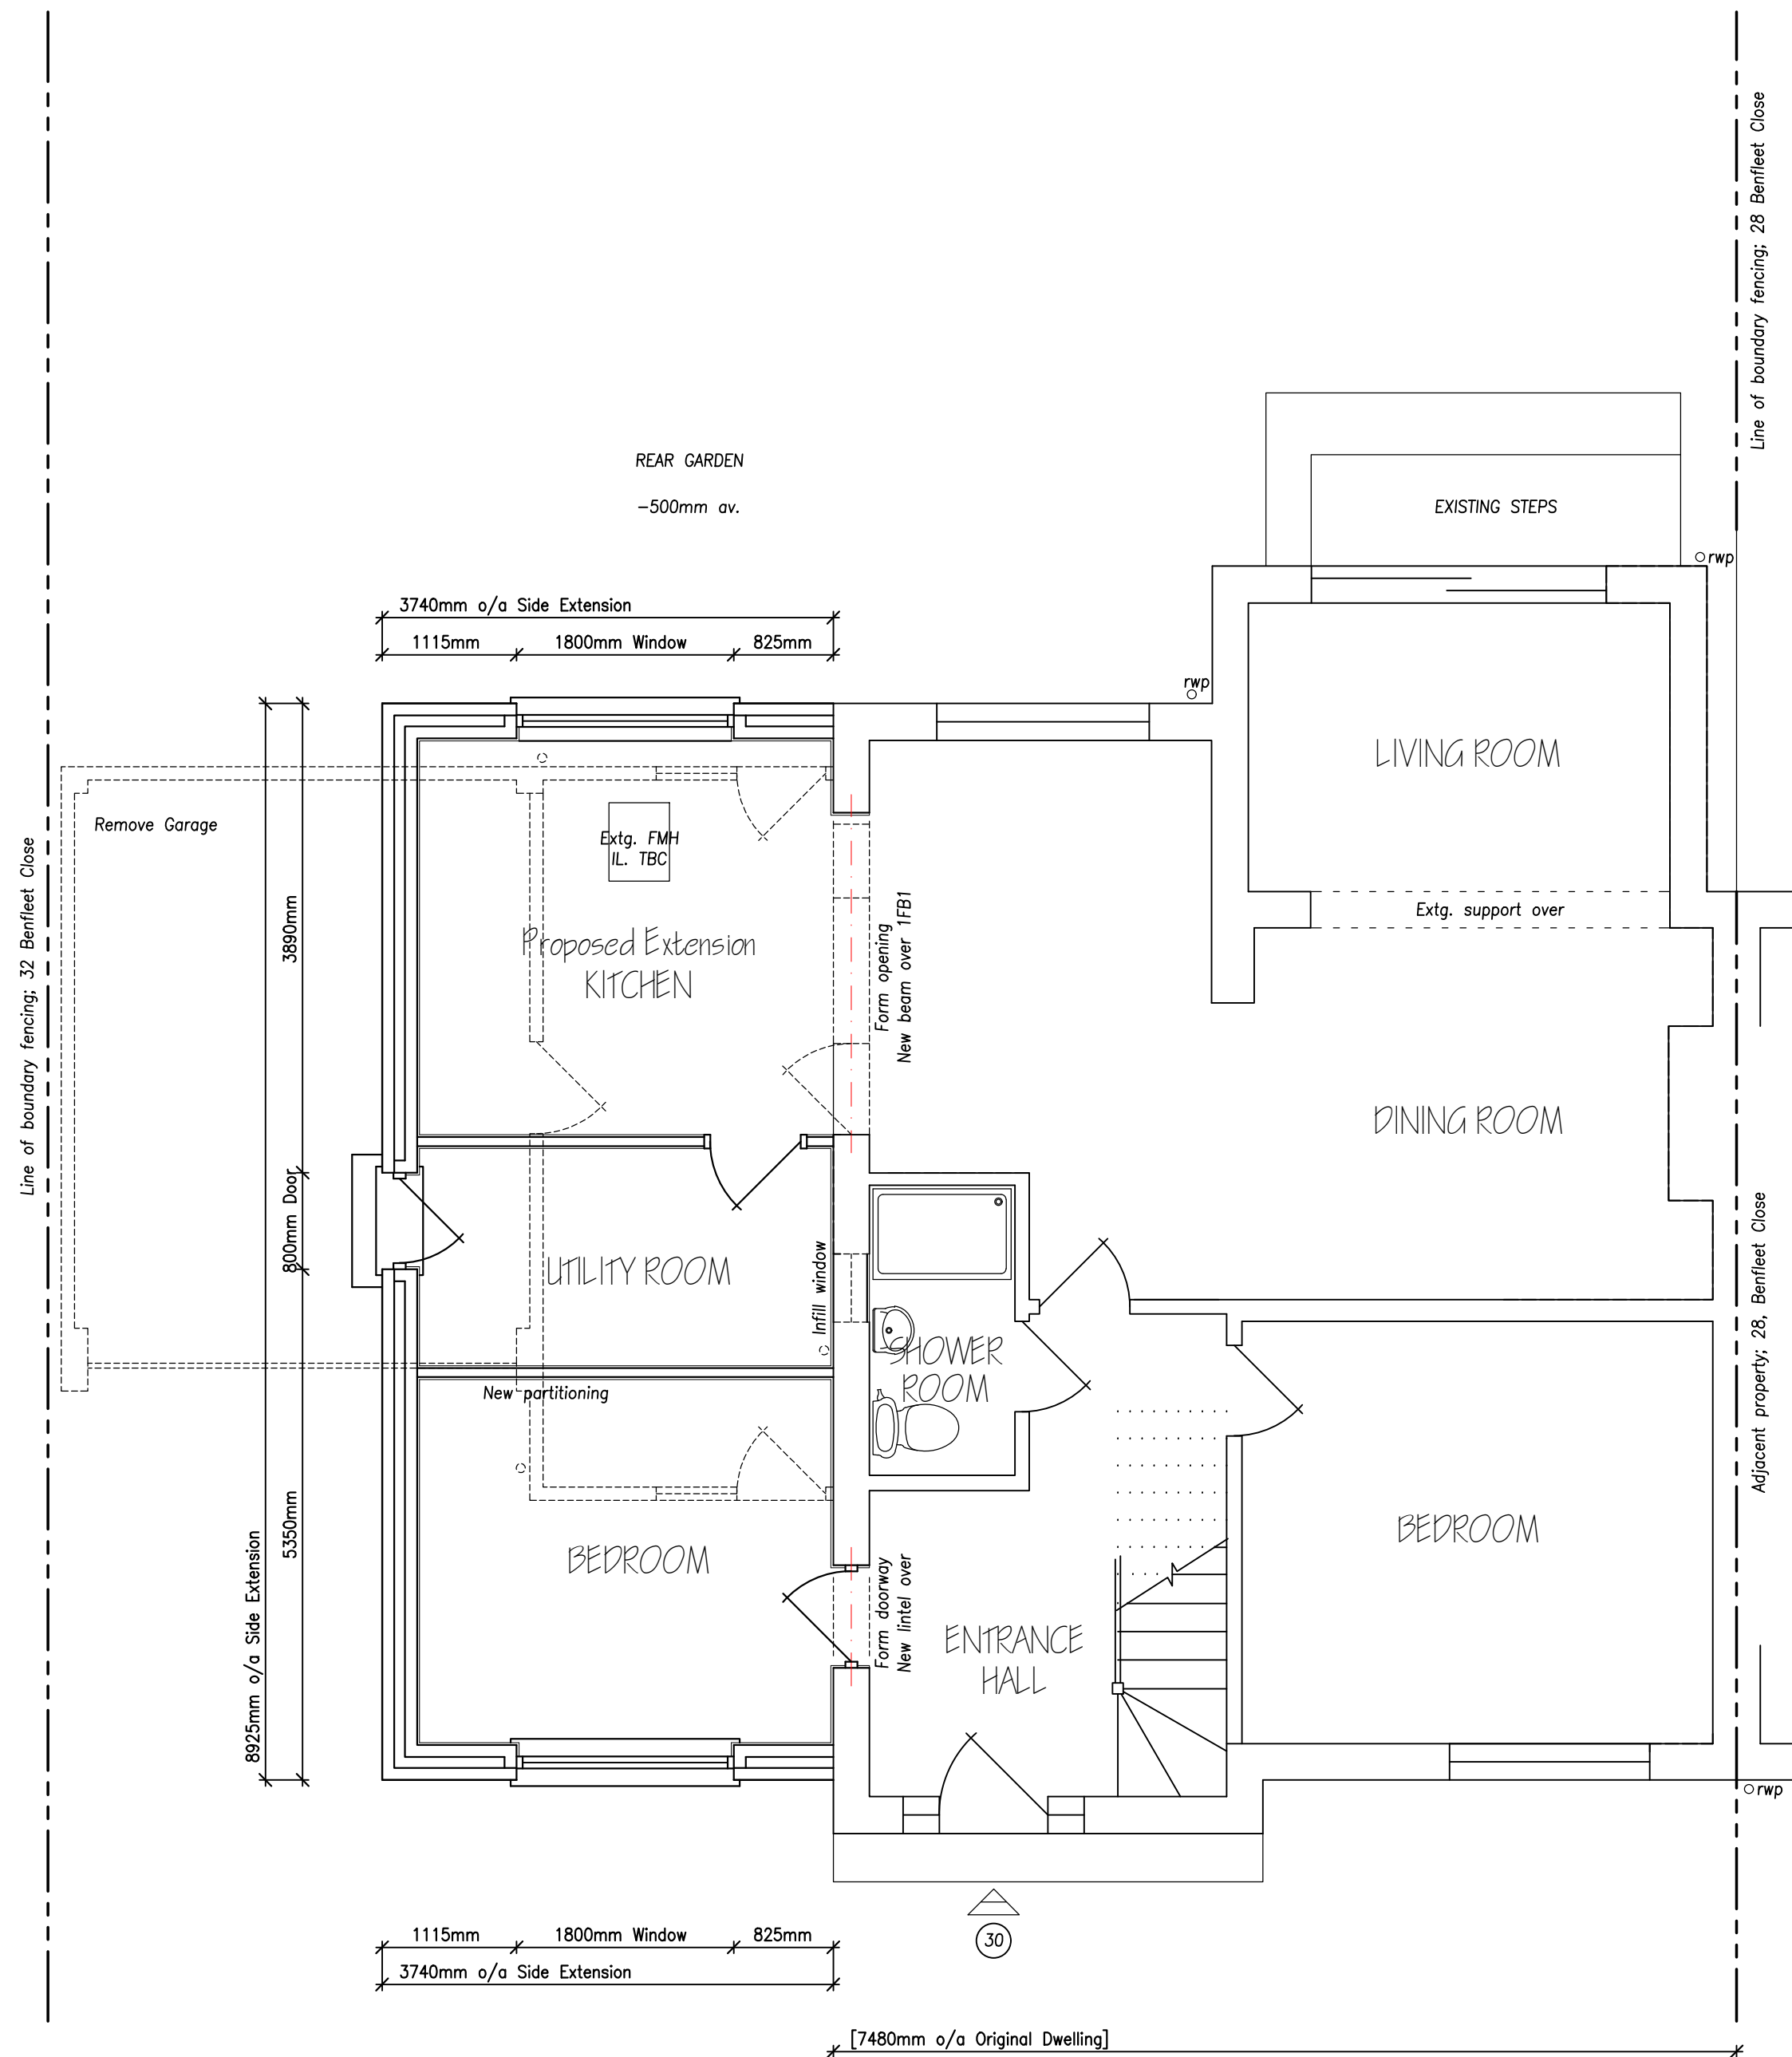 Line of boundary fencing; 28 Benfleet Close
REAR GARDEN
-500mm av.
EXISTING STEPS
rwp
3740mm o/a Side Extension
1115mm
1800mm Window
825mm
rwp
LIVING ROOM
Remove Garage
Extg. FMH
IL. TBC
Line of boundary fencing; 32 Benfleet Close
3890mm
Proposed Extension
KITCHEN
Form opening
New beam over 1FB1
Extg. support over
DINING ROOM
800mm Door
UTILITY ROOM
Infill window
SHOWER
ROOM
Adjacent property; 28, Benfleet Close
New partitioning
5350mm
8925mm o/a Side Extension
BEDROOM
Form doorway
New lintel over
ENTRANCE
HALL
BEDROOM
rwp
30
1115mm
1800mm Window
825mm
3740mm o/a Side Extension
[7480mm o/a Original Dwelling]